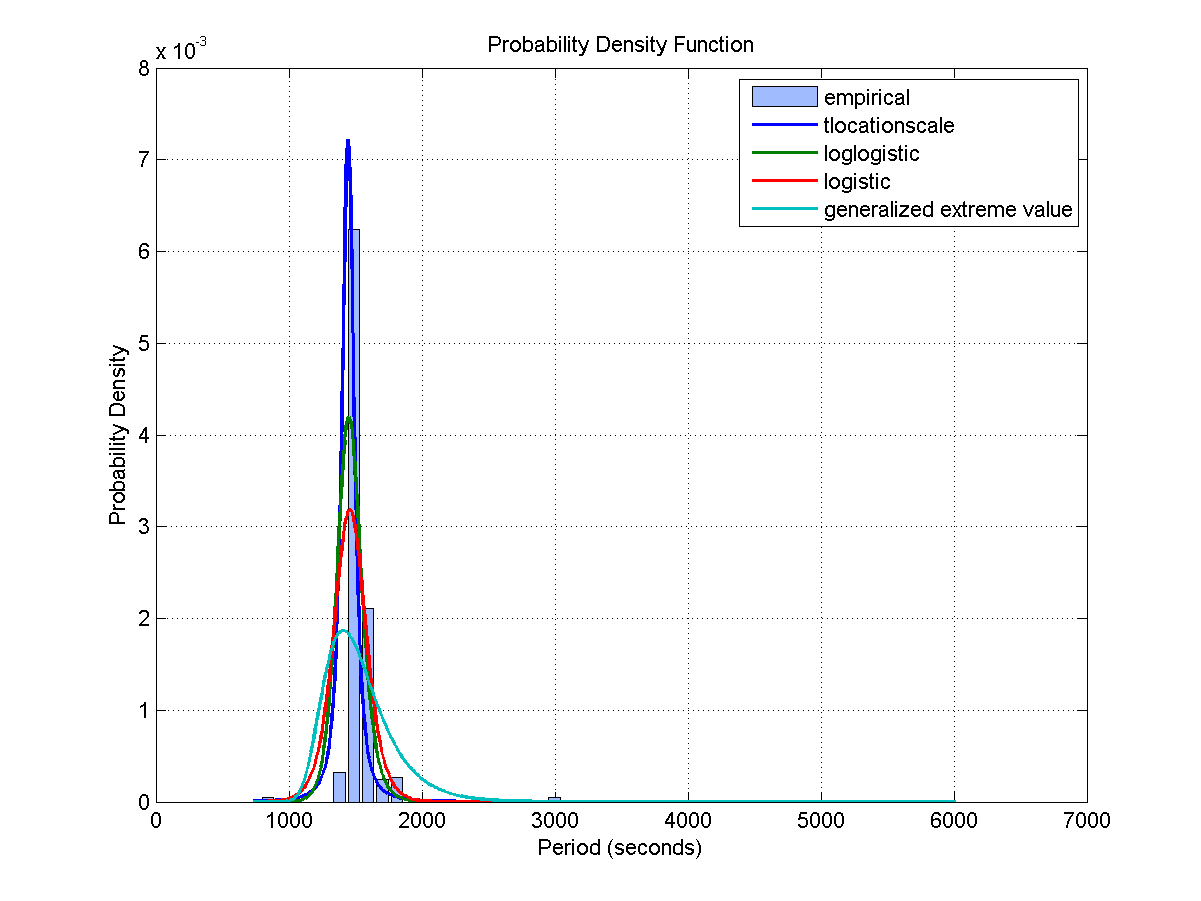 Probability Density Function
x 10^-3
8
7
6
5
4
3
2
1
0
Probability Density
0 1000 2000 3000 4000 5000 6000 7000
Period (seconds)
empirical
tlocationscale
loglogistic
logistic
generalized extreme value